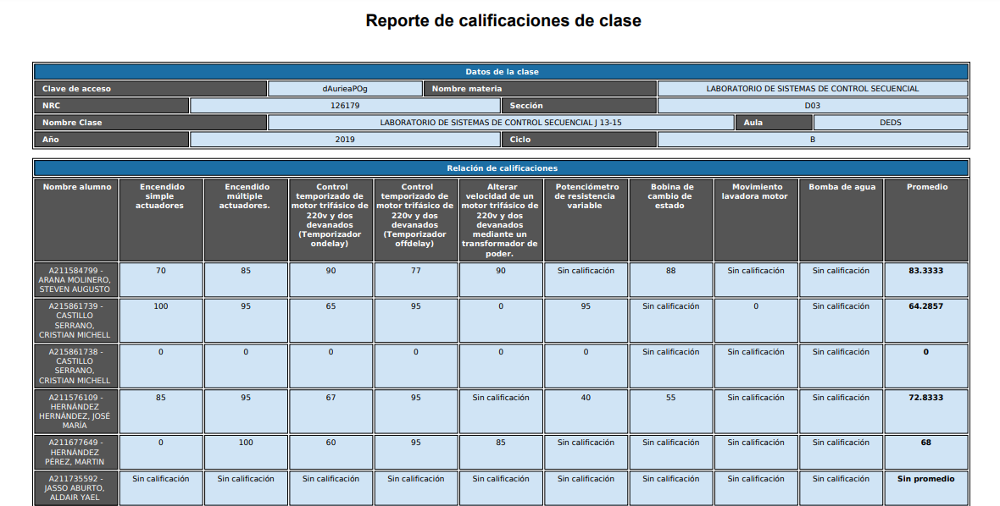 Reporte de calificaciones de clase
Datos de la clase
Clave de acceso dAurieaPOg Nombre materia LABORATORIO DE SISTEMAS DE CONTROL SECUENCIAL
NRC 126179 Sección D03
Nombre Clase LABORATORIO DE SISTEMAS DE CONTROL SECUENCIAL J 13-15 Aula DEDS
Año 2019 Ciclo B
Relación de calificaciones
Nombre alumno
Encendido
simple
actuadores
Encendido
múltiple
actuadores.
Control
temporizado de
motor trifásico de
220v y dos
devanados
(Temporizador
ondelay)
Control
temporizado de
motor trifásico de
220v y dos
devanados
(Temporizador
offdelay)
Alterar
velocidad de un
motor trifásico de
220v y dos
devanados
mediante un
transformador de
poder.
Potenciómetro
de resistencia
variable
Bobina de
cambio de
estado
Movimiento
lavadora motor
Bomba de agua
Promedio
A211584799 -
ARANA MOLINERO,
STEVEN AUGUSTO
70 85 90 77 90 Sin calificación 88 Sin calificación Sin calificación 83.3333
A215861739 -
CASTILLO
SERRANO,
CRISTIAN MICHELL
100 95 65 95 0 95 Sin calificación 0 Sin calificación 64.2857
A215861738 -
CASTILLO
SERRANO,
CRISTIAN MICHELL
0 0 0 0 0 0 Sin calificación Sin calificación Sin calificación 0
A211576109 -
HERNÁNDEZ
HERNÁNDEZ, JOSÉ
MARÍA
85 95 67 95 Sin calificación 40 55 Sin calificación Sin calificación 72.8333
A211677649 -
HERNÁNDEZ
PÉREZ, MARTIN
0 100 60 95 85 Sin calificación Sin calificación Sin calificación Sin calificación 68
A211735592 -
JASSO ABURTO,
ALDAIR YAEL
Sin calificación Sin calificación Sin calificación Sin calificación Sin calificación Sin calificación Sin calificación Sin calificación Sin calificación Sin promedio